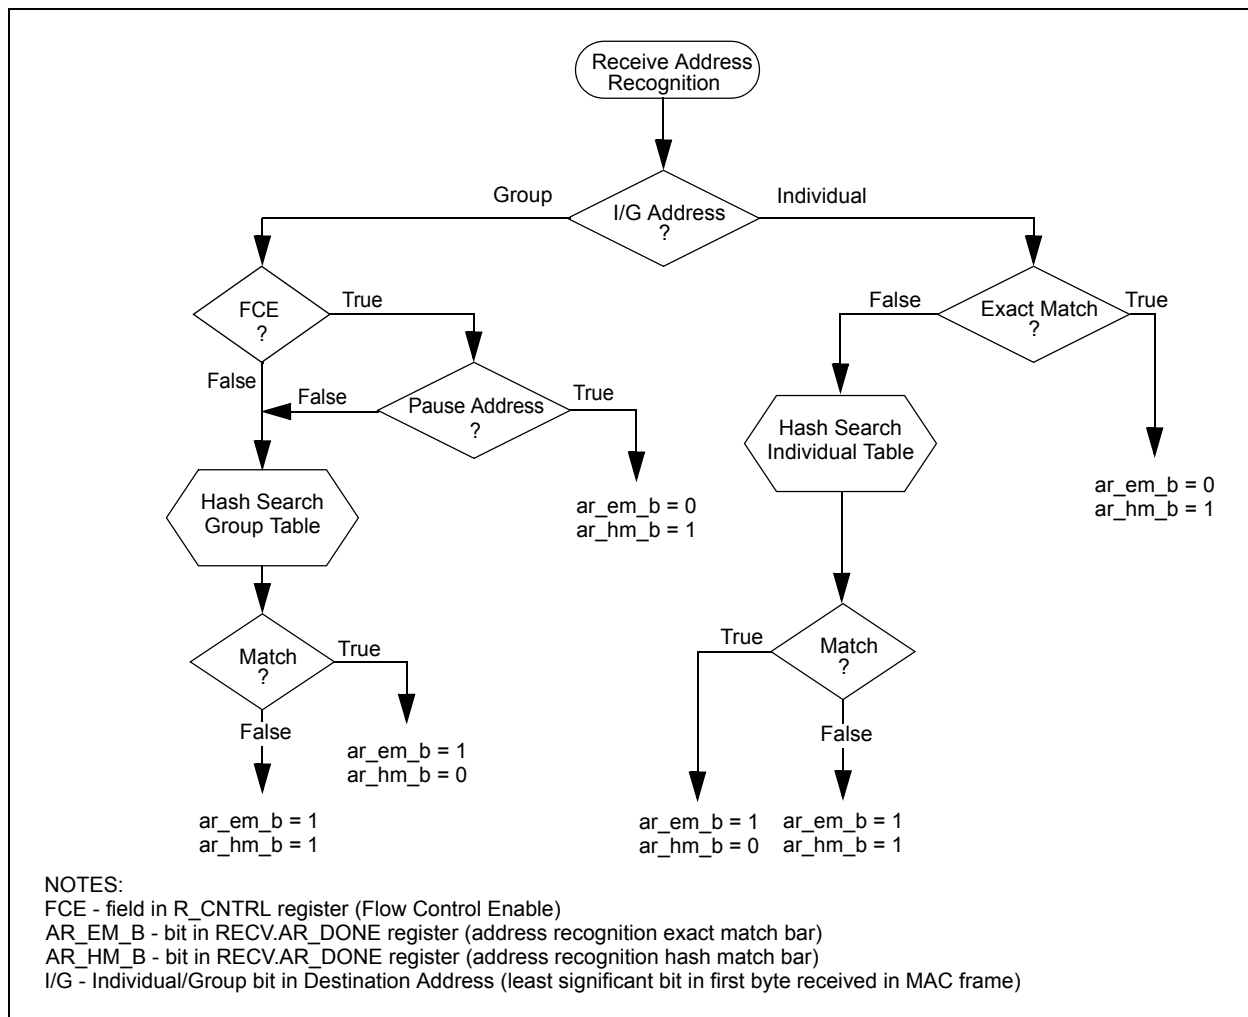 Receive Address
Recognition
Group
Individual
I/G Address
?
FCE
?
True
False
Exact Match
?
True
False
False
Pause Address
?
True
Hash Search
Individual Table
Hash Search
Group Table
ar_em_b = 0
ar_hm_b = 1
ar_em_b = 0
ar_hm_b = 1
Match
?
True
False
True
Match
?
False
ar_em_b = 1
ar_hm_b = 0
ar_em_b = 1
ar_hm_b = 1
ar_em_b = 1
ar_hm_b = 0
ar_em_b = 1
ar_hm_b = 1
NOTES:
FCE - field in R_CNTRL register (Flow Control Enable)
AR_EM_B - bit in RECV.AR_DONE register (address recognition exact match bar)
AR_HM_B - bit in RECV.AR_DONE register (address recognition hash match bar)
I/G - Individual/Group bit in Destination Address (least significant bit in first byte received in MAC frame)